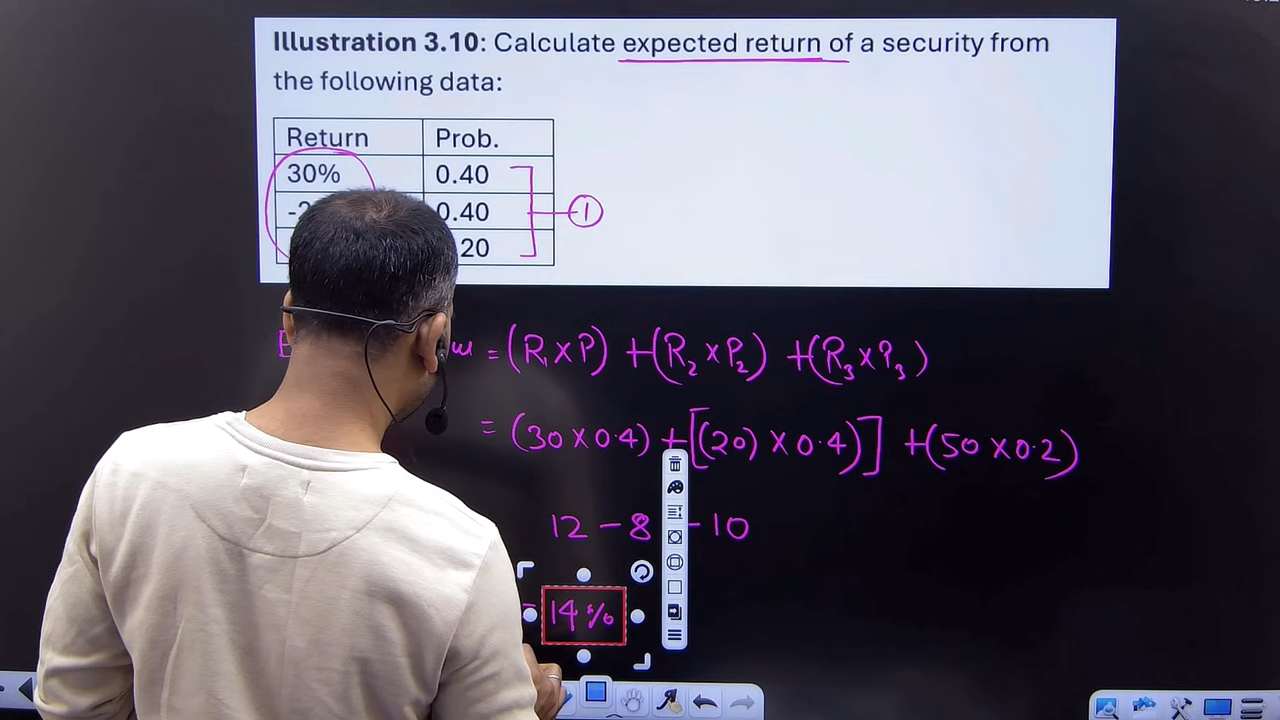 Illustration 3.10: Calculate expected return of a security from
the following data:
Return Prob.
30% 0.40
0.40 1
20
= (R₁ × P) + (R₂ × P₂) + (R₃ × P₃)
= (30 × 0.4) + [(20) × 0.4)] + (50 × 0.2)
12 - 8 - 10
= 14%